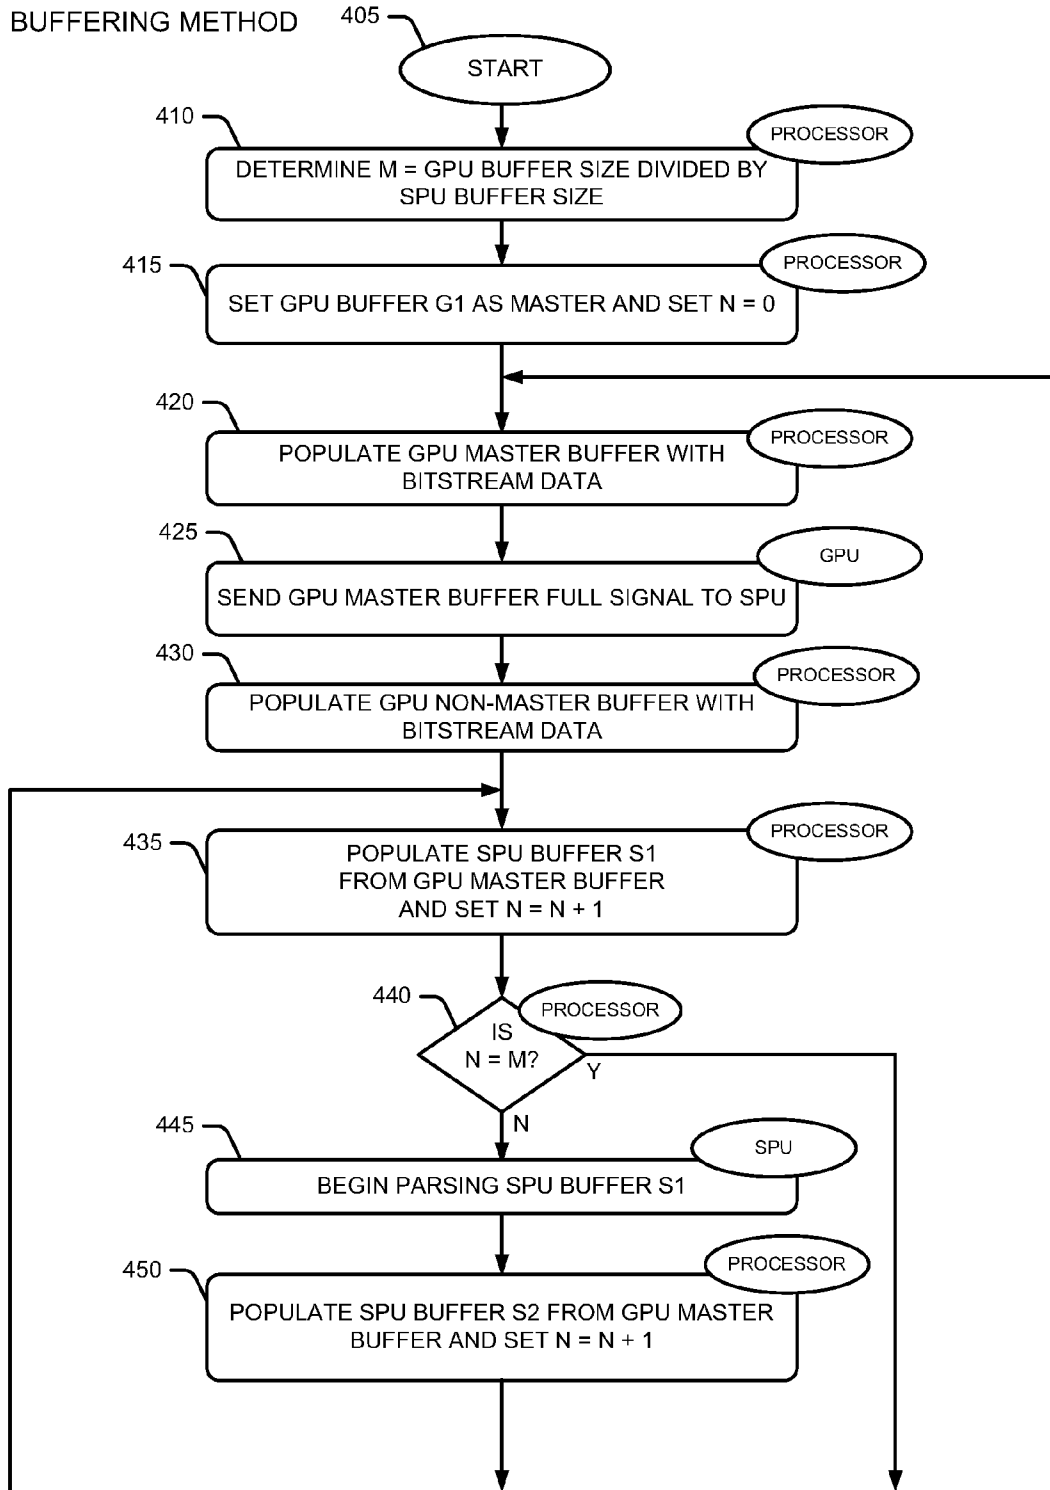 BUFFERING METHOD
405
START
410
PROCESSOR
DETERMINE M = GPU BUFFER SIZE DIVIDED BY
SPU BUFFER SIZE
415
PROCESSOR
SET GPU BUFFER G1 AS MASTER AND SET N = 0
420
PROCESSOR
POPULATE GPU MASTER BUFFER WITH
BITSTREAM DATA
425
GPU
SEND GPU MASTER BUFFER FULL SIGNAL TO SPU
430
PROCESSOR
POPULATE GPU NON-MASTER BUFFER WITH
BITSTREAM DATA
435
PROCESSOR
POPULATE SPU BUFFER S1
FROM GPU MASTER BUFFER
AND SET N = N + 1
440
PROCESSOR
IS
N = M?
Y
N
445
SPU
BEGIN PARSING SPU BUFFER S1
450
PROCESSOR
POPULATE SPU BUFFER S2 FROM GPU MASTER
BUFFER AND SET N = N + 1